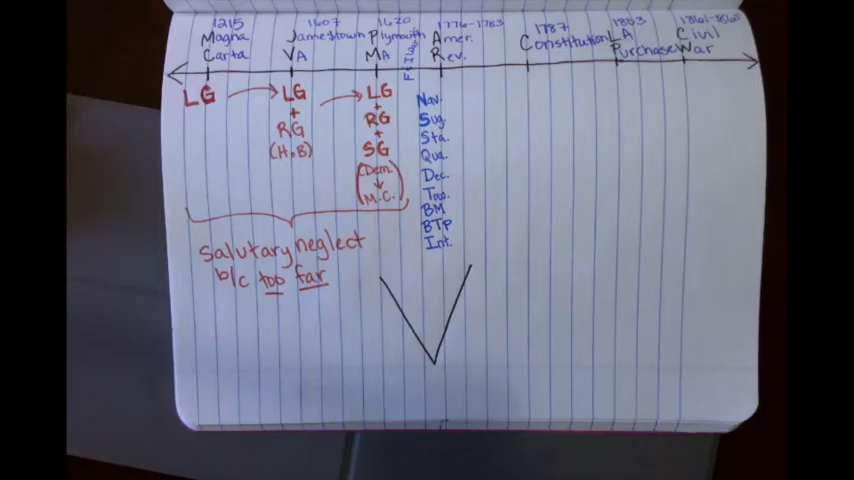 1215
Magna
Carta
1607
Jamestown
VA
1620
Plymouth
MA
1776-1783
Amer.
Rev.
1787
Constitution
1803
LA
Purchase
1861-1865
Civil
War
LG
LG
+
RG
(H.B)
LG
+
RG
+
SG
(Dem.
M.C.)
Nav.
Sug.
Sta.
Qua.
Dec.
Tow.
BM
BTP
Int.
Salutary neglect
b/c too far